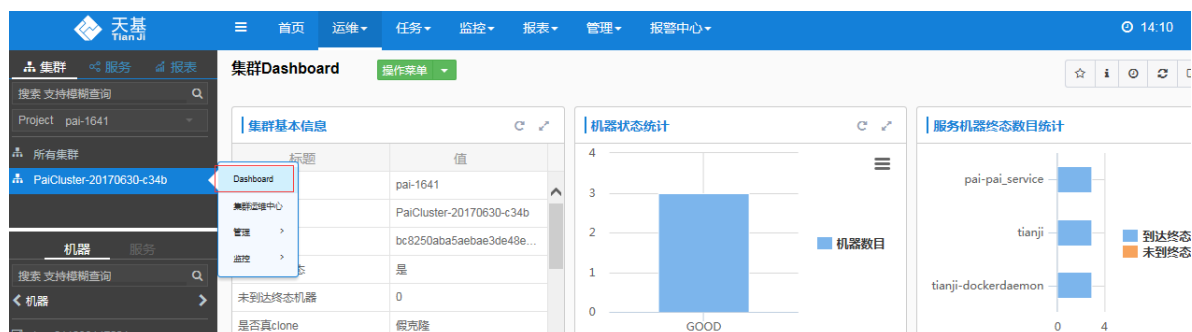 天基
TianJi
首页 运维 任务 监控 报表 管理 报警中心 14:10
集群 服务 报表
搜索 支持模糊查询
Project pai-1641
所有集群
PaiCluster-20170630-c34b
机器 服务
搜索 支持模糊查询
机器
Dashboard
集群运维中心
管理
监控
集群Dashboard 操作菜单
集群基本信息
标题 值
pai-1641
PaiCluster-20170630-c34b
bc8250aba5aebae3de48e...
态 是
未到达终态机器 0
是否真clone 假克隆
机器状态统计
4
3
2
1
0
GOOD
机器数目
服务机器终态数目统计
pai-pai_service
tianji
tianji-dockerdaemon
0 4
到达终态
未到终态